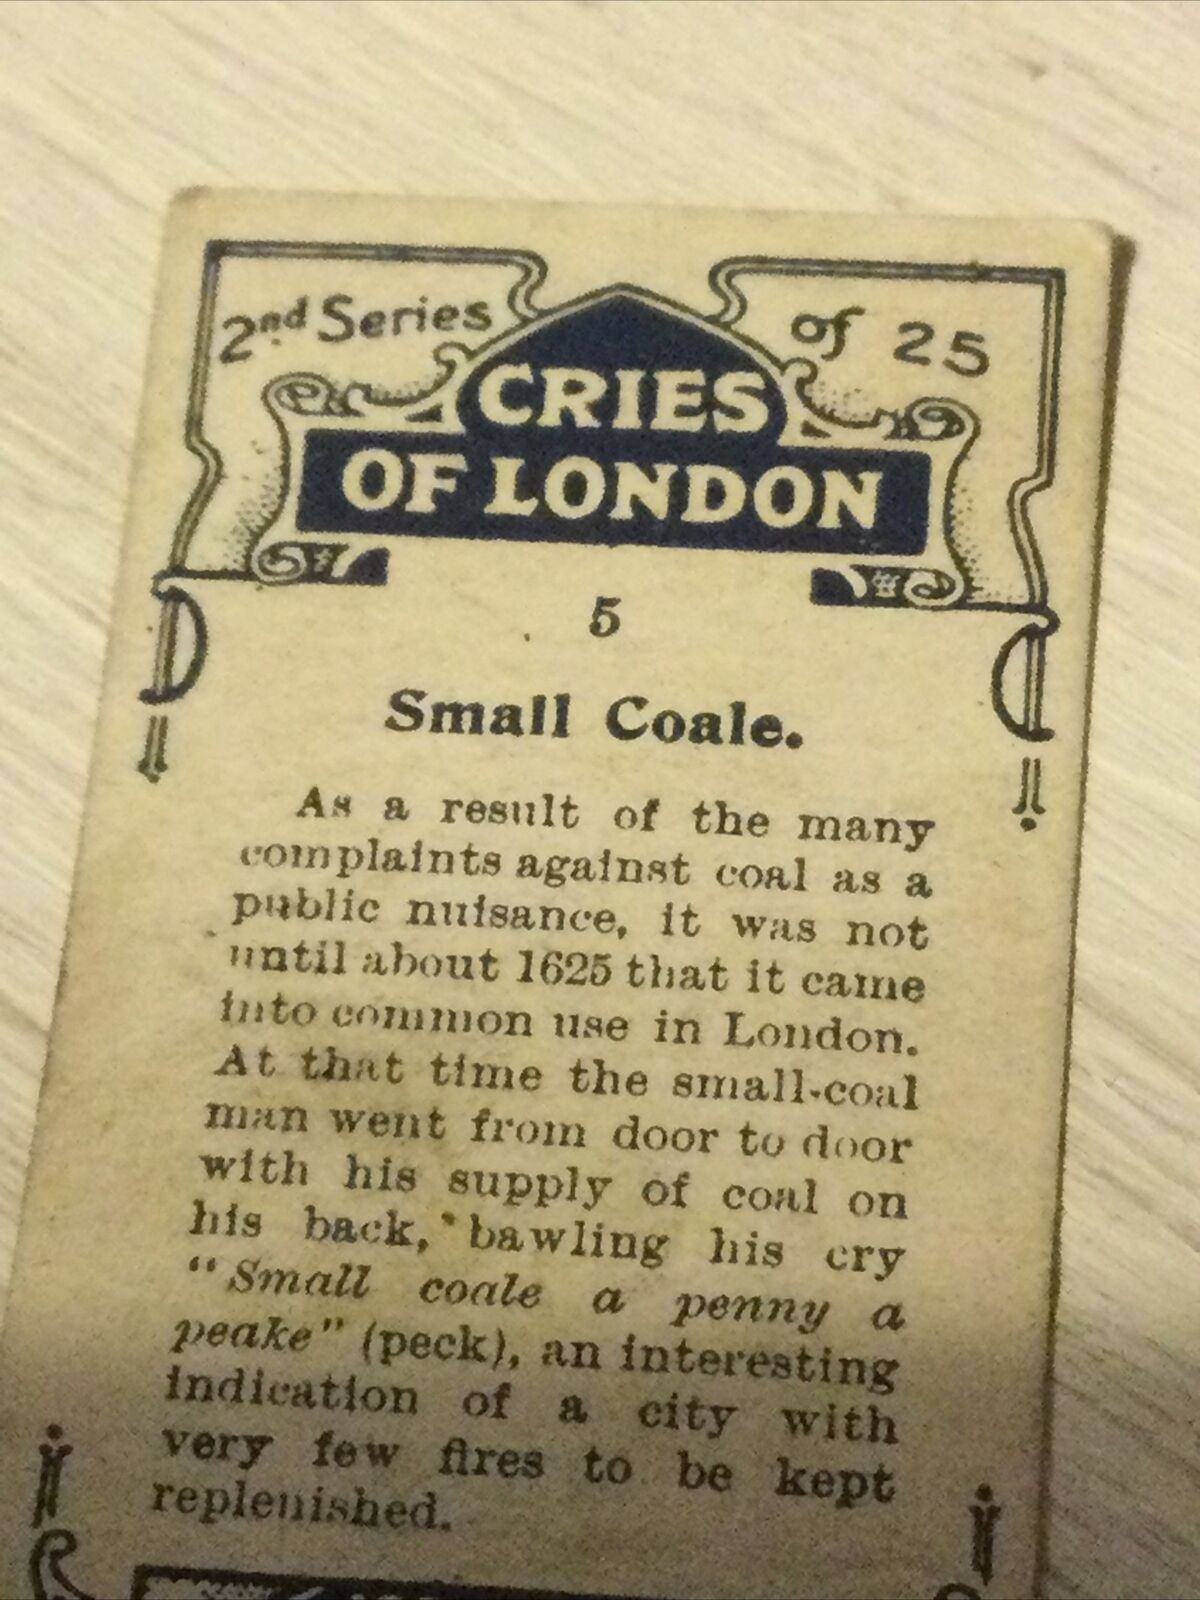 2nd Series of 25
CRIES
OF LONDON
5
Small Coale.
As a result of the many
complaints against coal as a
public nuisance, it was not
until about 1625 that it came
into common use in London.
At that time the small-coal
man went from door to door
with his supply of coal on
his back, bawling his cry
"Small coale a penny a
peake" (peck), an interesting
indication of a city with
very few fires to be kept
replenished.